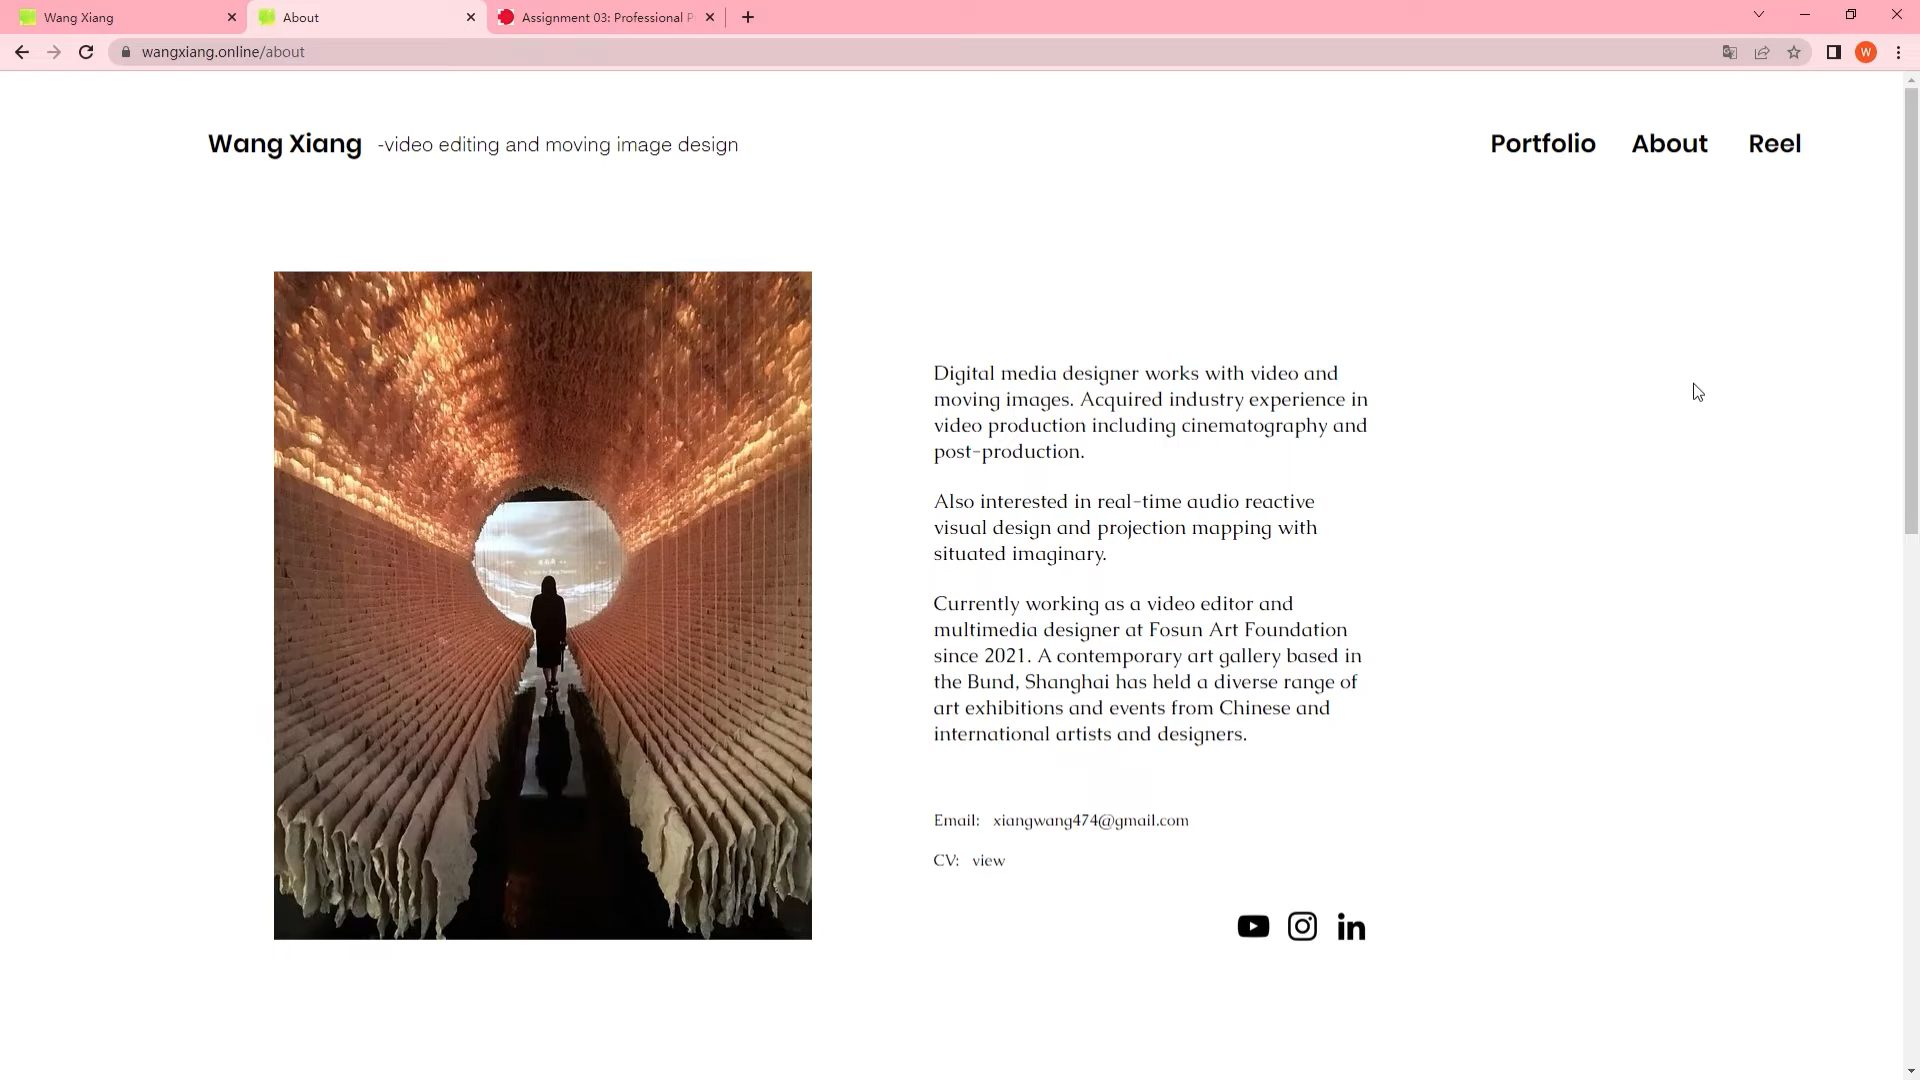 Wang Xiang
About
Assignment 03: Professional P
wangxiang.online/about
W
Wang Xiang -video editing and moving image design
Portfolio About Reel
Digital media designer works with video and
moving images. Acquired industry experience in
video production including cinematography and
post-production.
Also interested in real-time audio reactive
visual design and projection mapping with
situated imaginary.
Currently working as a video editor and
multimedia designer at Fosun Art Foundation
since 2021. A contemporary art gallery based in
the Bund, Shanghai has held a diverse range of
art exhibitions and events from Chinese and
international artists and designers.
Email: xiangwang474@gmail.com
CV: view
in